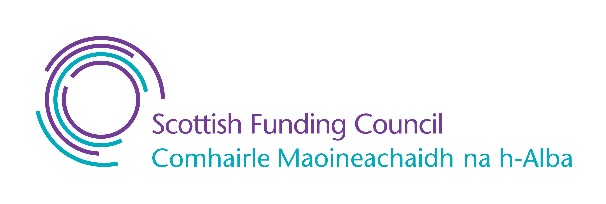 Scottish Funding Council
Comhairle Maoineachaidh na h-Alba